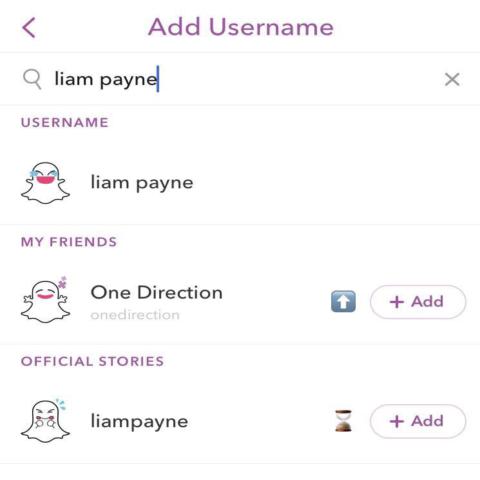 Add Username
liam payne
USERNAME
liam payne
MY FRIENDS
One Direction
onedirection
+ Add
OFFICIAL STORIES
liampayne
+ Add